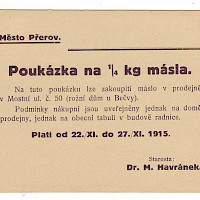 Město Přerov.
Poukázka na 1/4 kg másla.
Na tuto poukázku lze zakoupiti máslo v prodejně
v Mostní ul. č. 50 (rožní dům u Bečvy)
Podmínky nákupní jsou uveřejněny jednak na domě
prodejny, jednak na obecní tabuli v budově radnice.
Platí od 22./XI. do 27./XI. 1915.
Starosta:
Dr. M. Havránek